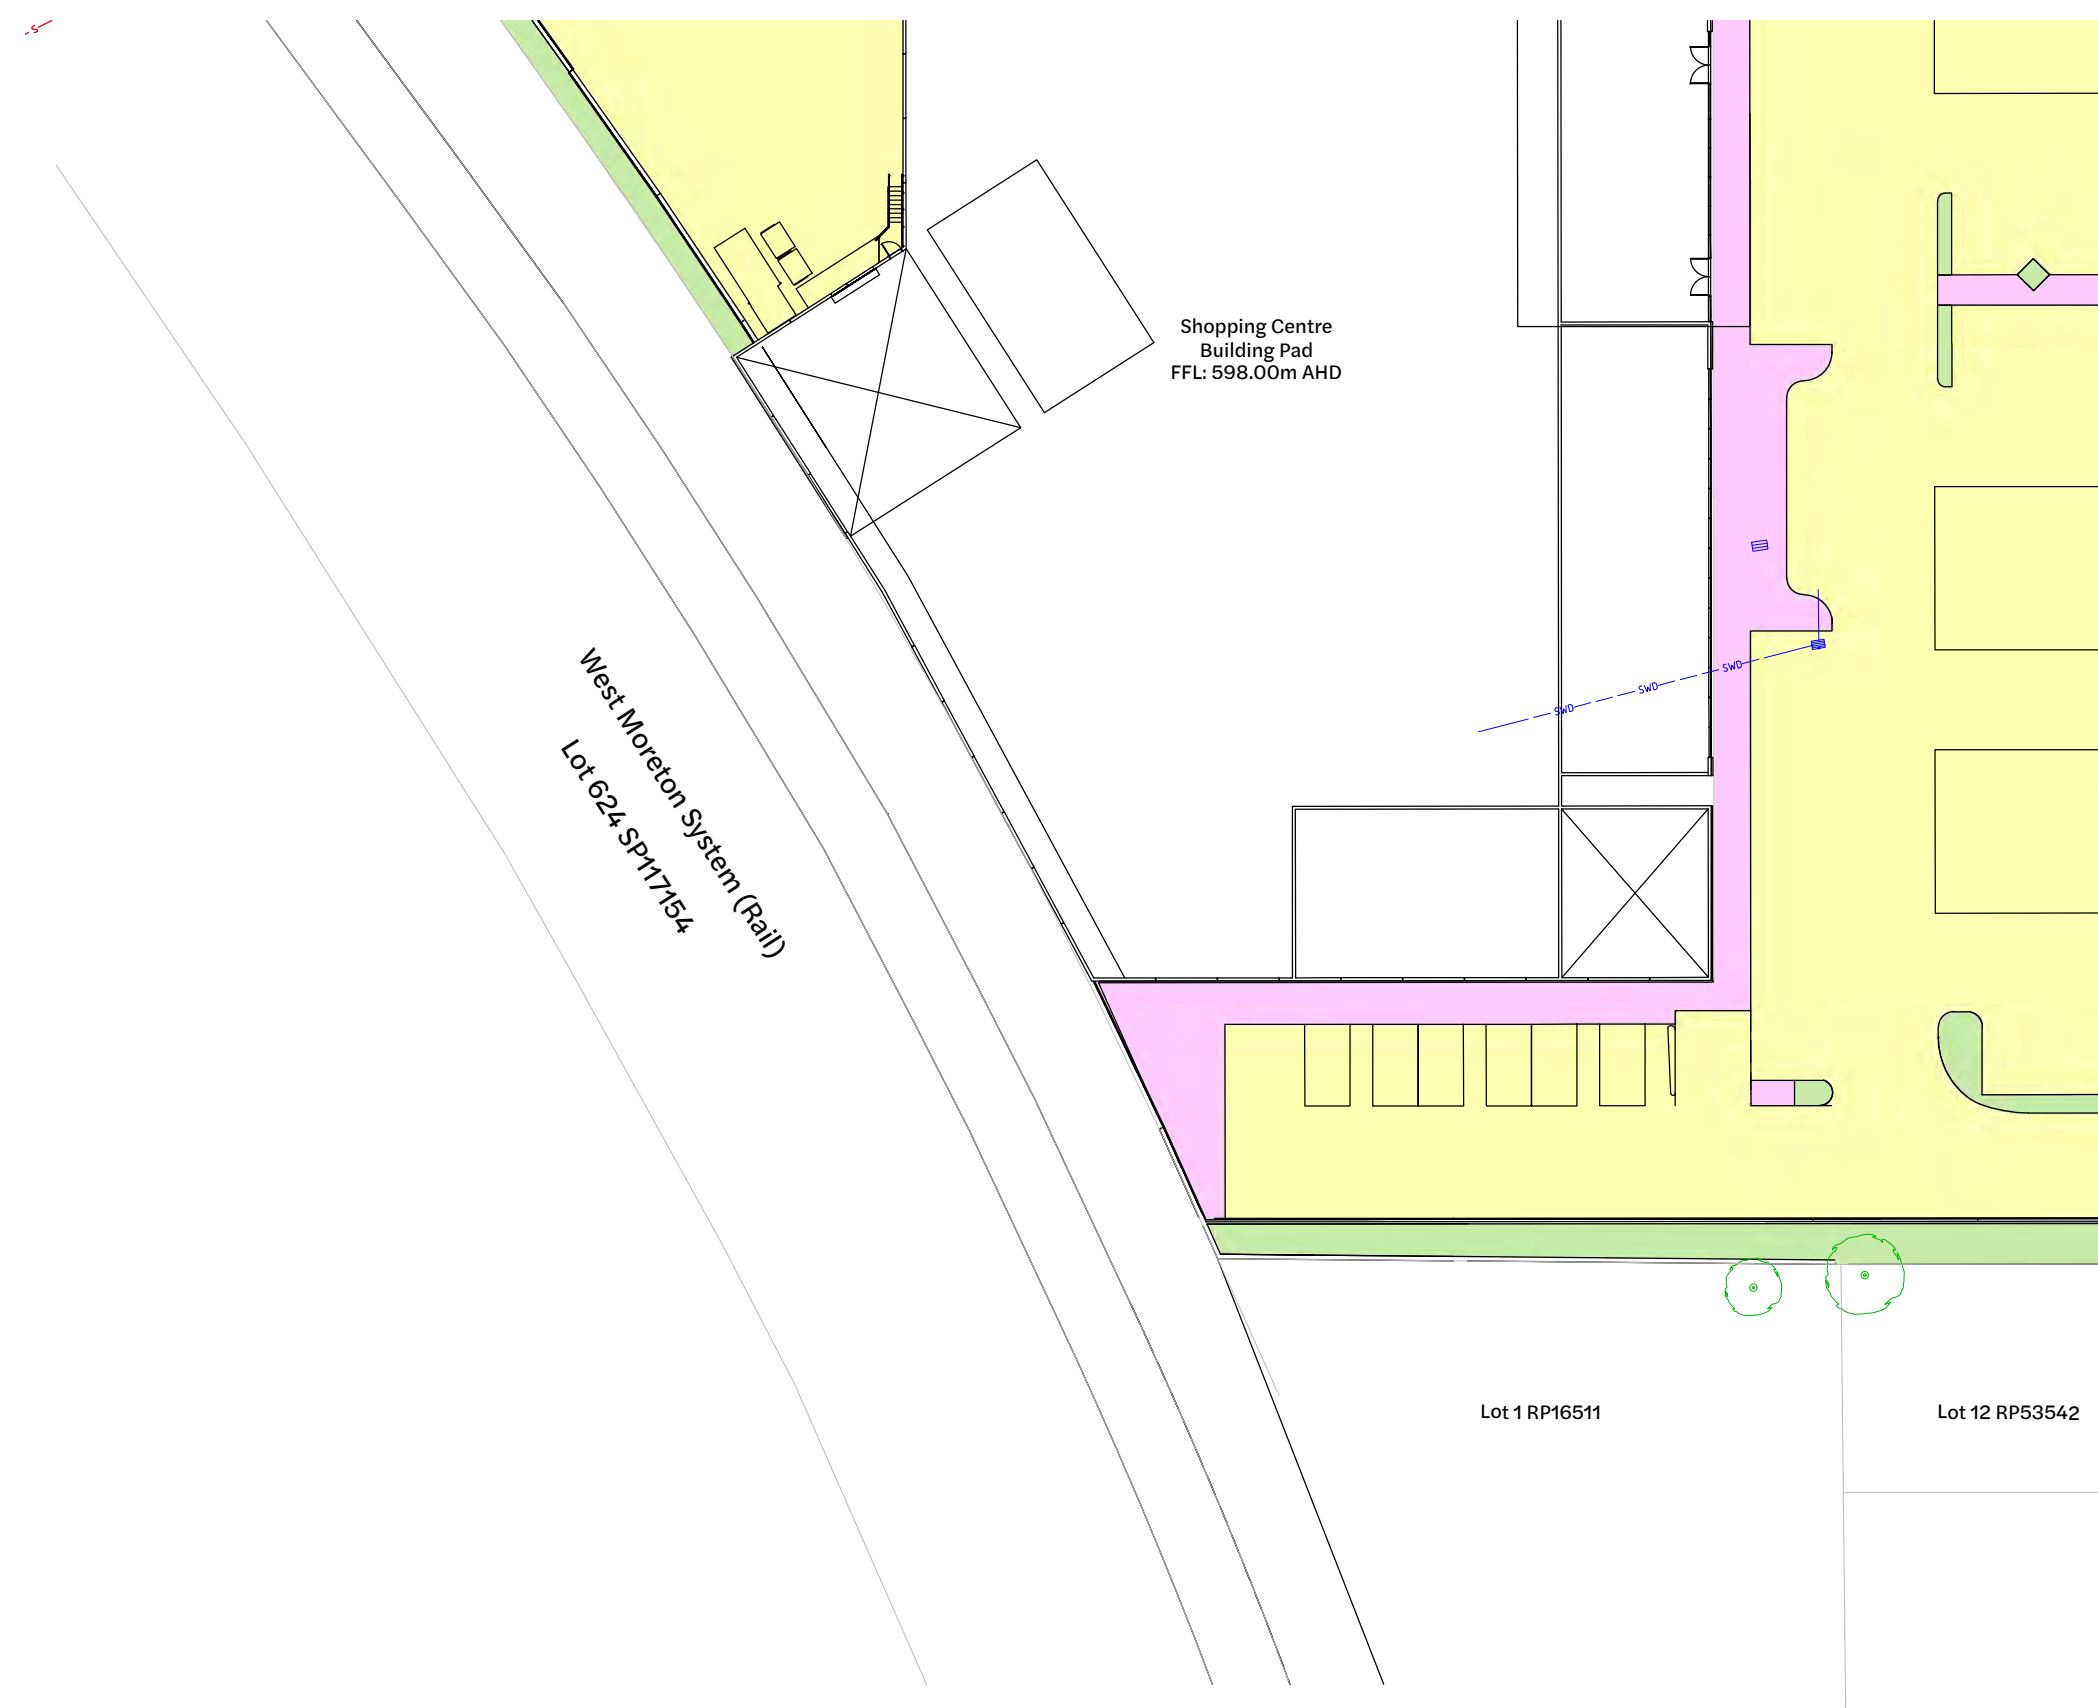 S
Shopping Centre
Building Pad
FFL: 598.00m AHD
West Moreton System (Rail)
Lot 624 SP117154
SWD
SWD
SWD
Lot 1 RP16511
Lot 12 RP53542